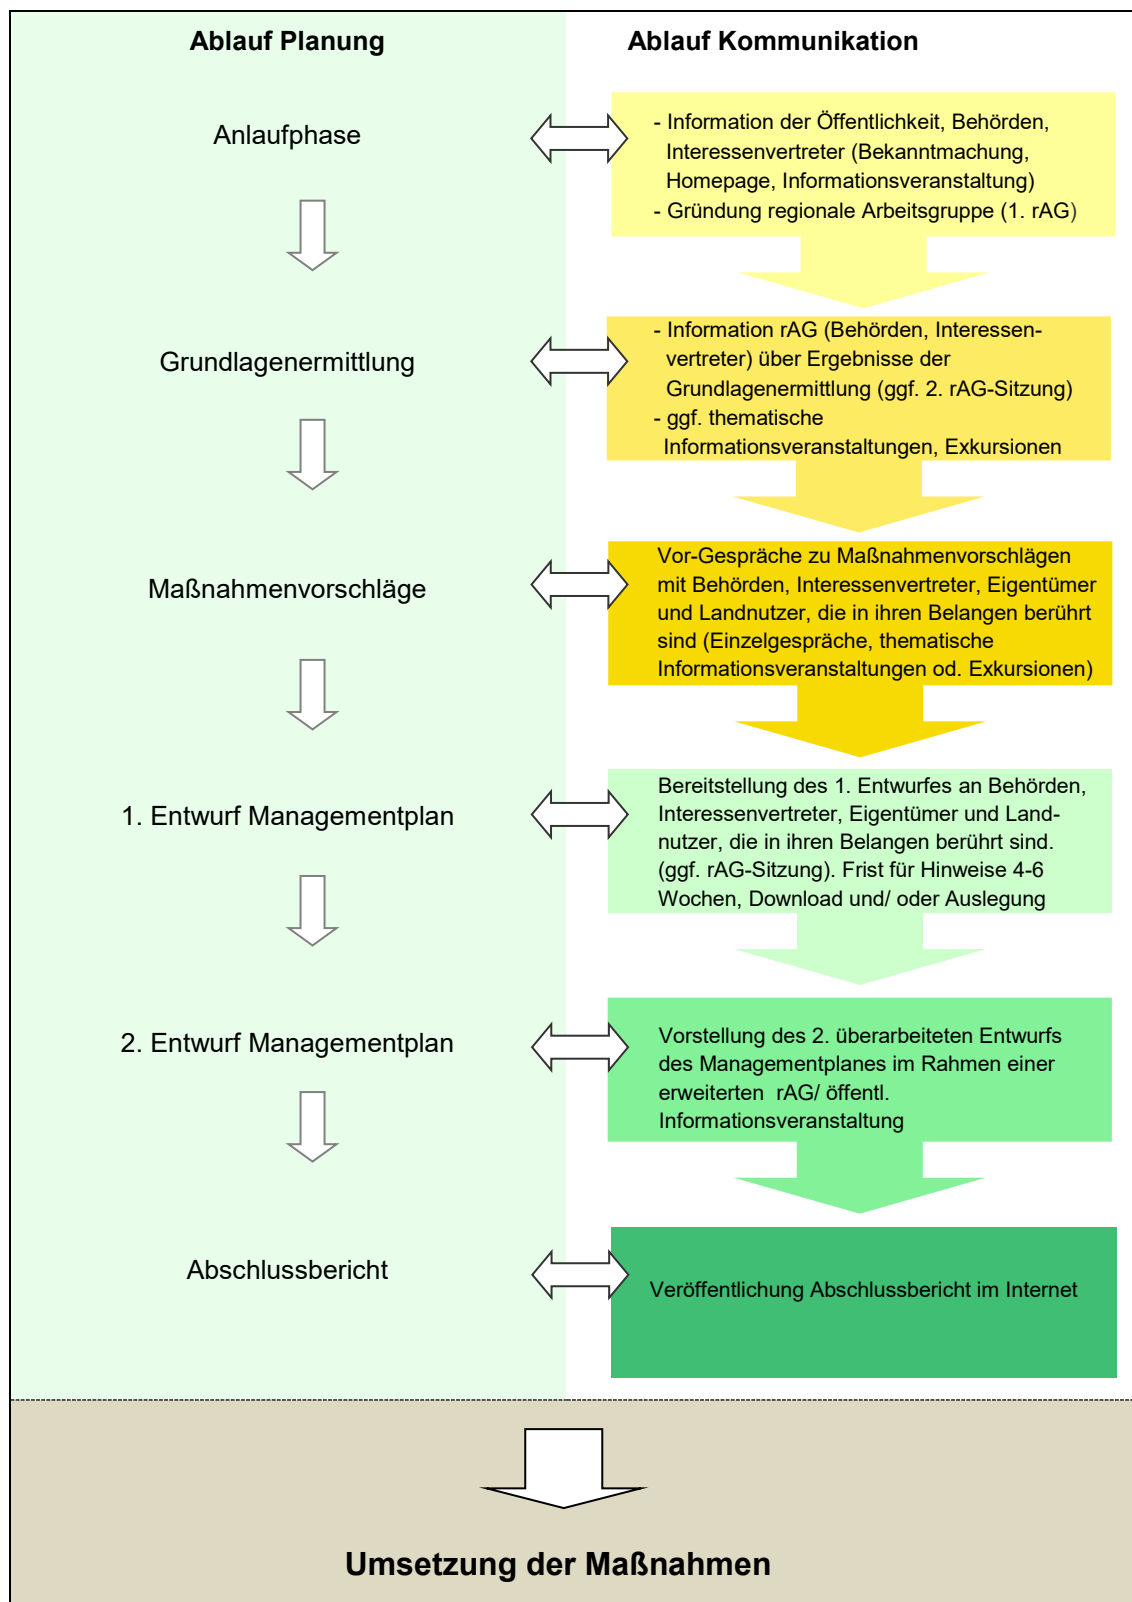 Ablauf Planung
Ablauf Kommunikation
Anlaufphase
- Information der Öffentlichkeit, Behörden,
Interessenvertreter (Bekanntmachung,
Homepage, Informationsveranstaltung)
- Gründung regionale Arbeitsgruppe (1. rAG)
Grundlagenermittlung
- Information rAG (Behörden, Interessen-
vertreter) über Ergebnisse der
Grundlagenermittlung (ggf. 2. rAG-Sitzung)
- ggf. thematische
Informationsveranstaltungen, Exkursionen
Maßnahmenvorschläge
Vor-Gespräche zu Maßnahmenvorschlägen
mit Behörden, Interessenvertreter, Eigentümer
und Landnutzer, die in ihren Belangen berührt
sind (Einzelgespräche, thematische
Informationsveranstaltungen od. Exkursionen)
1. Entwurf Managementplan
Bereitstellung des 1. Entwurfes an Behörden,
Interessenvertreter, Eigentümer und Land-
nutzer, die in ihren Belangen berührt sind.
(ggf. rAG-Sitzung). Frist für Hinweise 4-6
Wochen, Download und/ oder Auslegung
2. Entwurf Managementplan
Vorstellung des 2. überarbeiteten Entwurfs
des Managementplanes im Rahmen einer
erweiterten rAG/ öffentl.
Informationsveranstaltung
Abschlussbericht
Veröffentlichung Abschlussbericht im Internet
Umsetzung der Maßnahmen